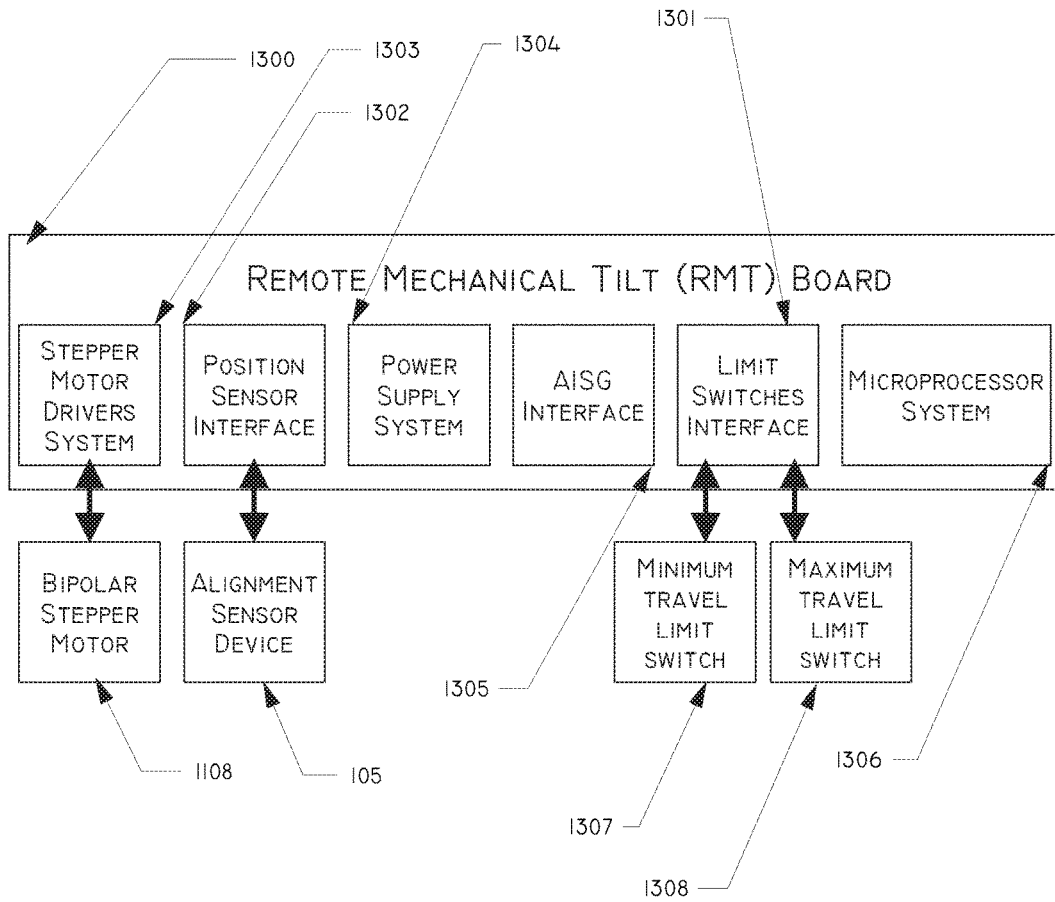 1301
1303
1304
1300
1302
REMOTE MECHANICAL TILT (RMT) BOARD
STEPPER
MOTOR
DRIVERS
SYSTEM
POSITION
SENSOR
INTERFACE
POWER
SUPPLY
SYSTEM
AISG
INTERFACE
LIMIT
SWITCHES
INTERFACE
MICROPROCESSOR
SYSTEM
BIPOLAR
STEPPER
MOTOR
ALIGNMENT
SENSOR
DEVICE
MINIMUM
TRAVEL
LIMIT
SWITCH
MAXIMUM
TRAVEL
LIMIT
SWITCH
1305
1306
1108
105
1307
1308